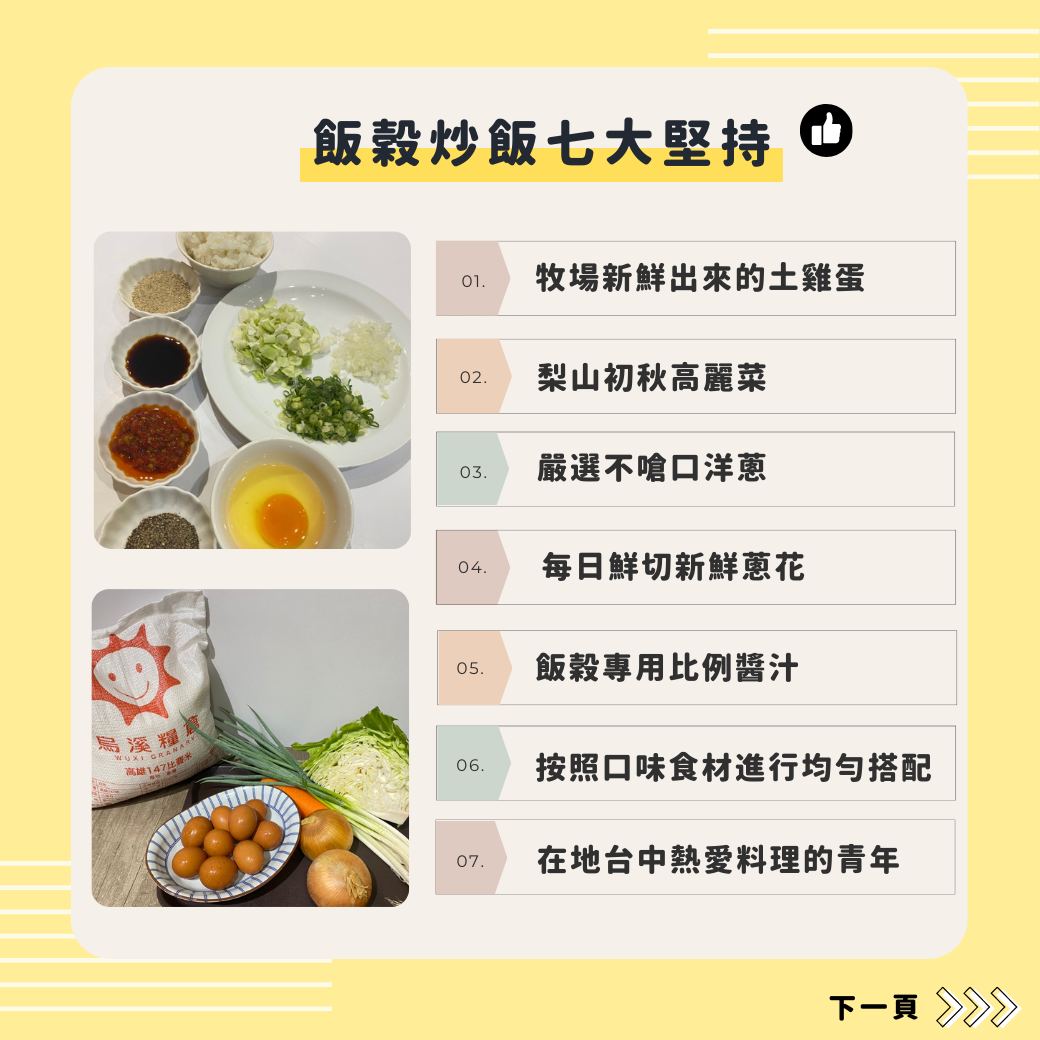 飯穀炒飯七大堅持
01.
牧場新鮮出來的土雞蛋
02.
梨山初秋高麗菜
03.
嚴選不嗆口洋蔥
04.
每日鮮切新鮮蔥花
05.
飯穀專用比例醬汁
06.
按照口味食材進行均勻搭配
07.
在地台中熱愛料理的青年
烏溪糧倉
WUXI GRANARY
高雄147比賽米
下一頁